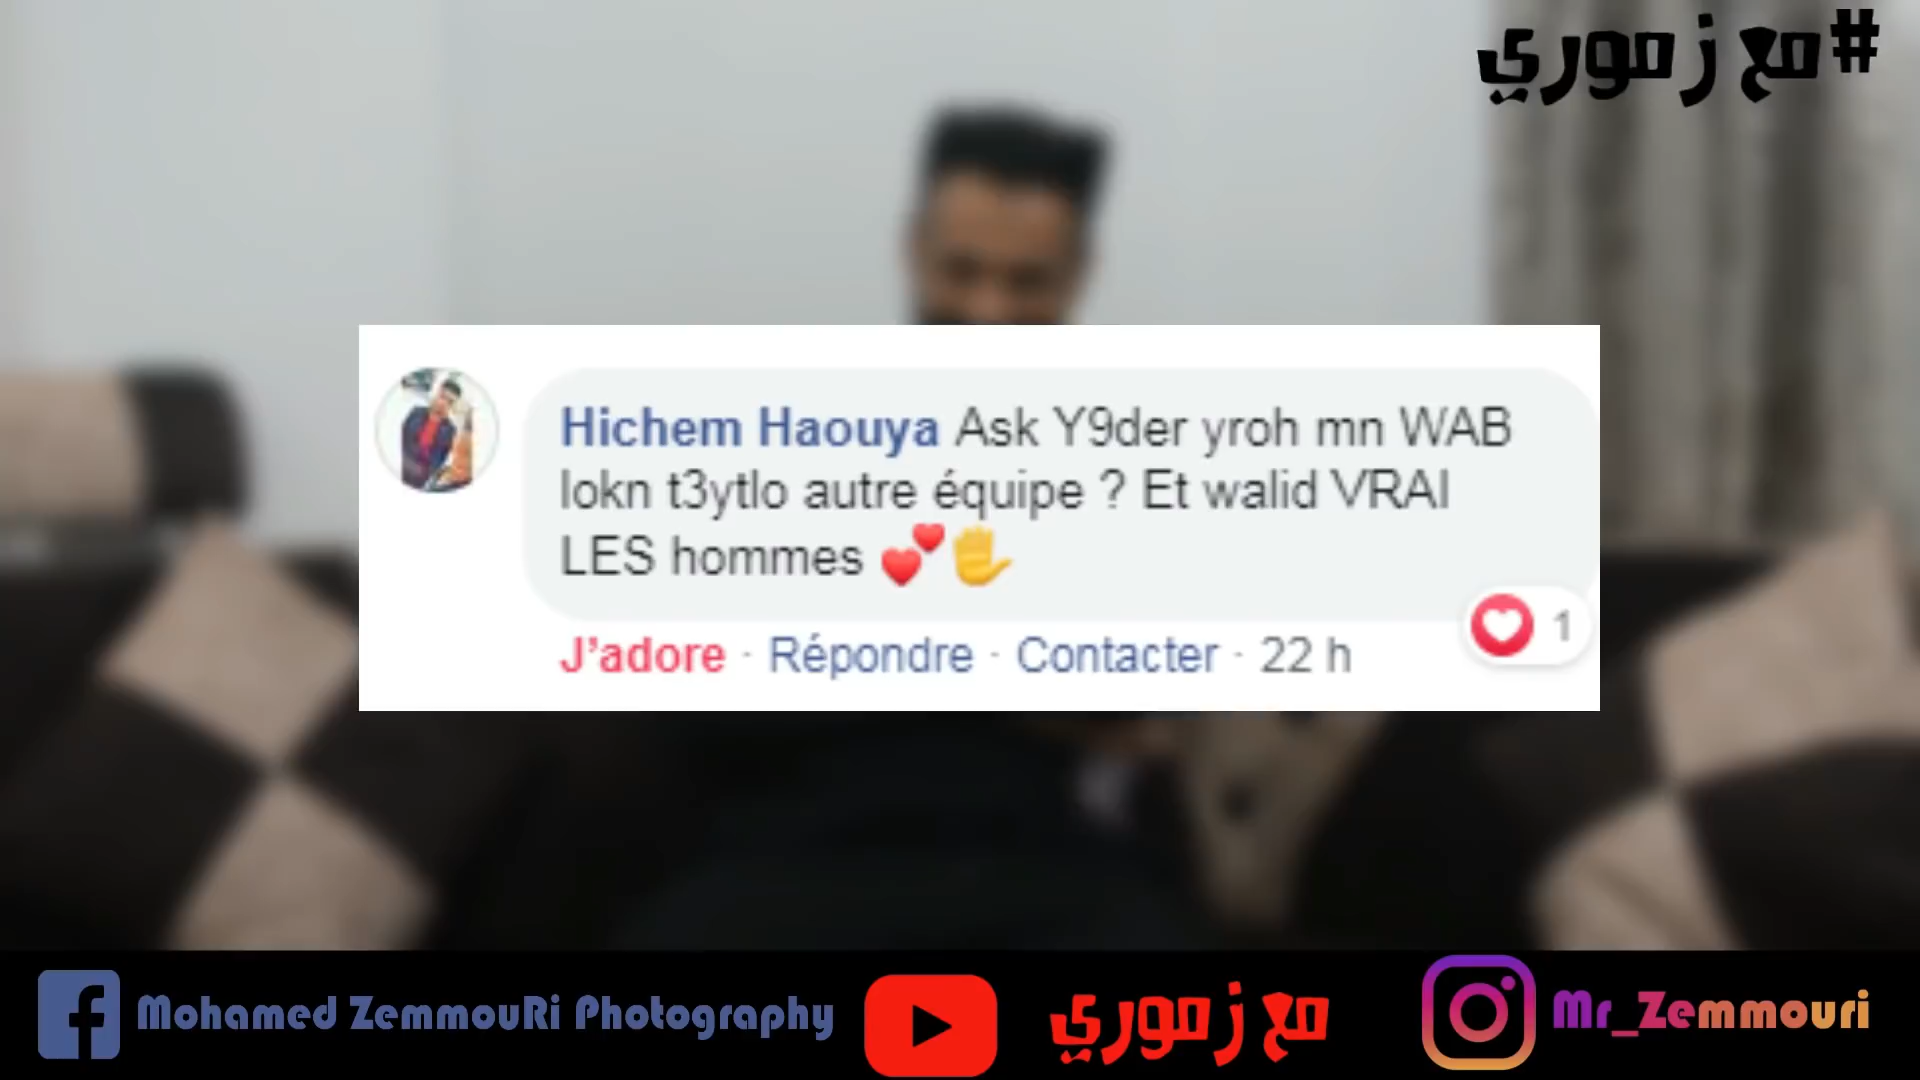 #مع زموري
Hichem Haouya Ask Y9der yroh mn WAB
lokn t3ytlo autre équipe ? Et walid VRAI
LES hommes 💕✋
1
J'adore · Répondre · Contacter · 22 h
Mohamed ZemmouRi Photography
مع زموري
Mr_Zemmouri